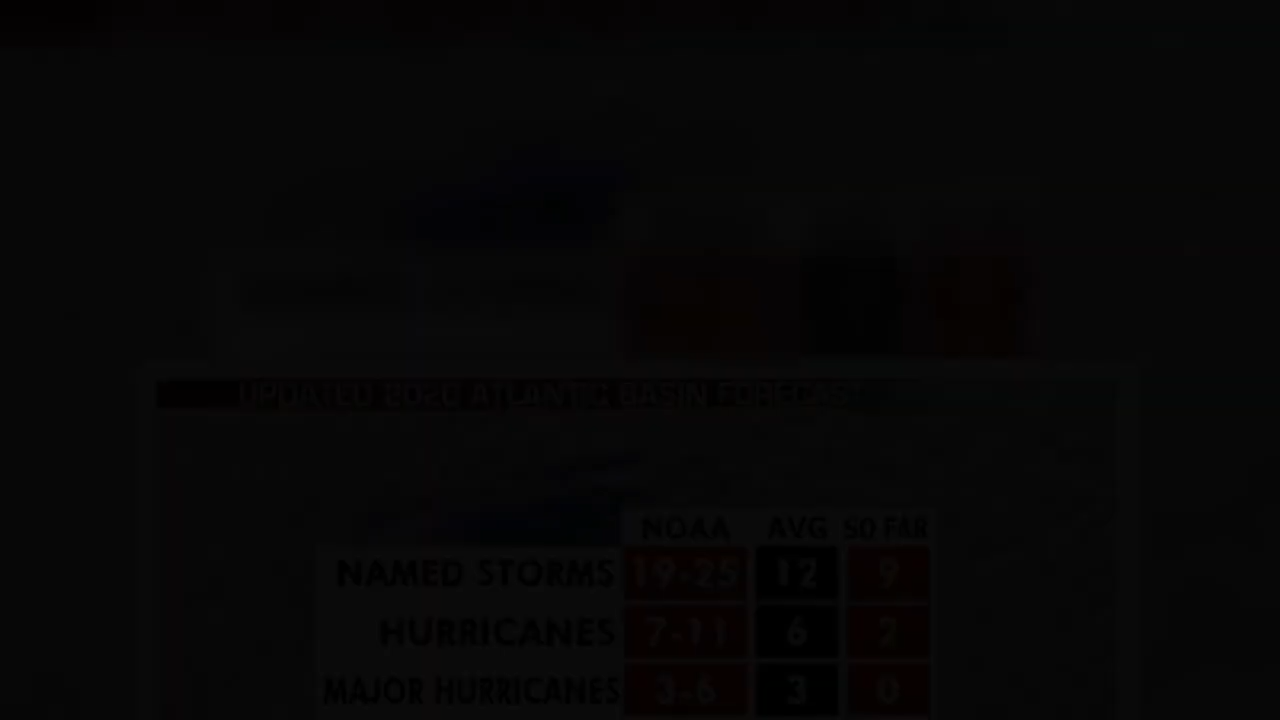 UPDATED 2020 ATLANTIC BASIN FORECAST
NOAA AVG SO FAR
NAMED STORMS 19-25 12 9
HURRICANES 7-11 6 2
MAJOR HURRICANES 3-6 3 0